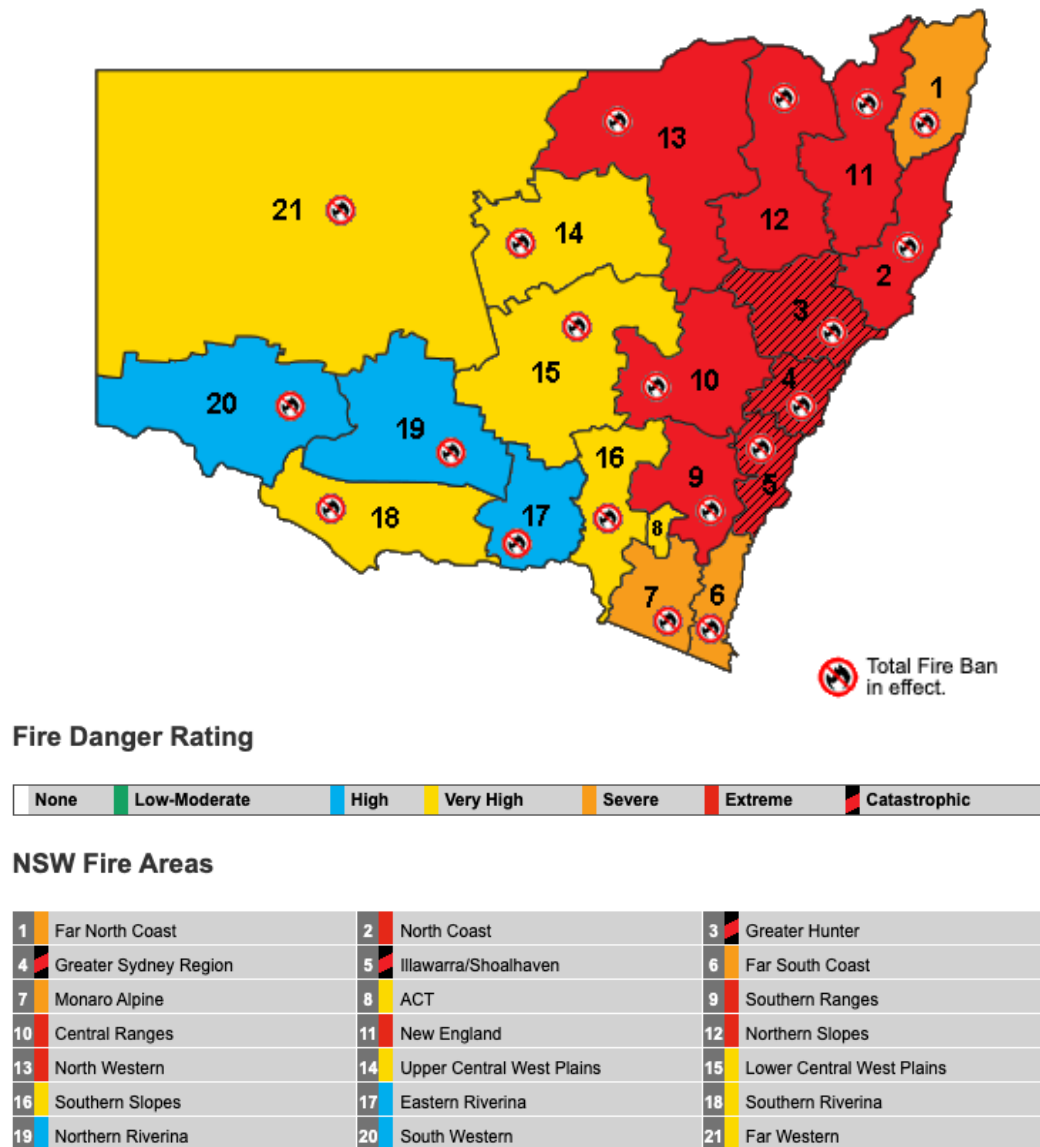 1
13
11
21
14
12
2
3
15
10
4
20
19
16
9
5
18
17
8
7
6
Total Fire Ban
in effect.
Fire Danger Rating
None Low-Moderate High Very High Severe Extreme Catastrophic
NSW Fire Areas
1 Far North Coast 2 North Coast 3 Greater Hunter
4 Greater Sydney Region 5 Illawarra/Shoalhaven 6 Far South Coast
7 Monaro Alpine 8 ACT 9 Southern Ranges
10 Central Ranges 11 New England 12 Northern Slopes
13 North Western 14 Upper Central West Plains 15 Lower Central West Plains
16 Southern Slopes 17 Eastern Riverina 18 Southern Riverina
19 Northern Riverina 20 South Western 21 Far Western